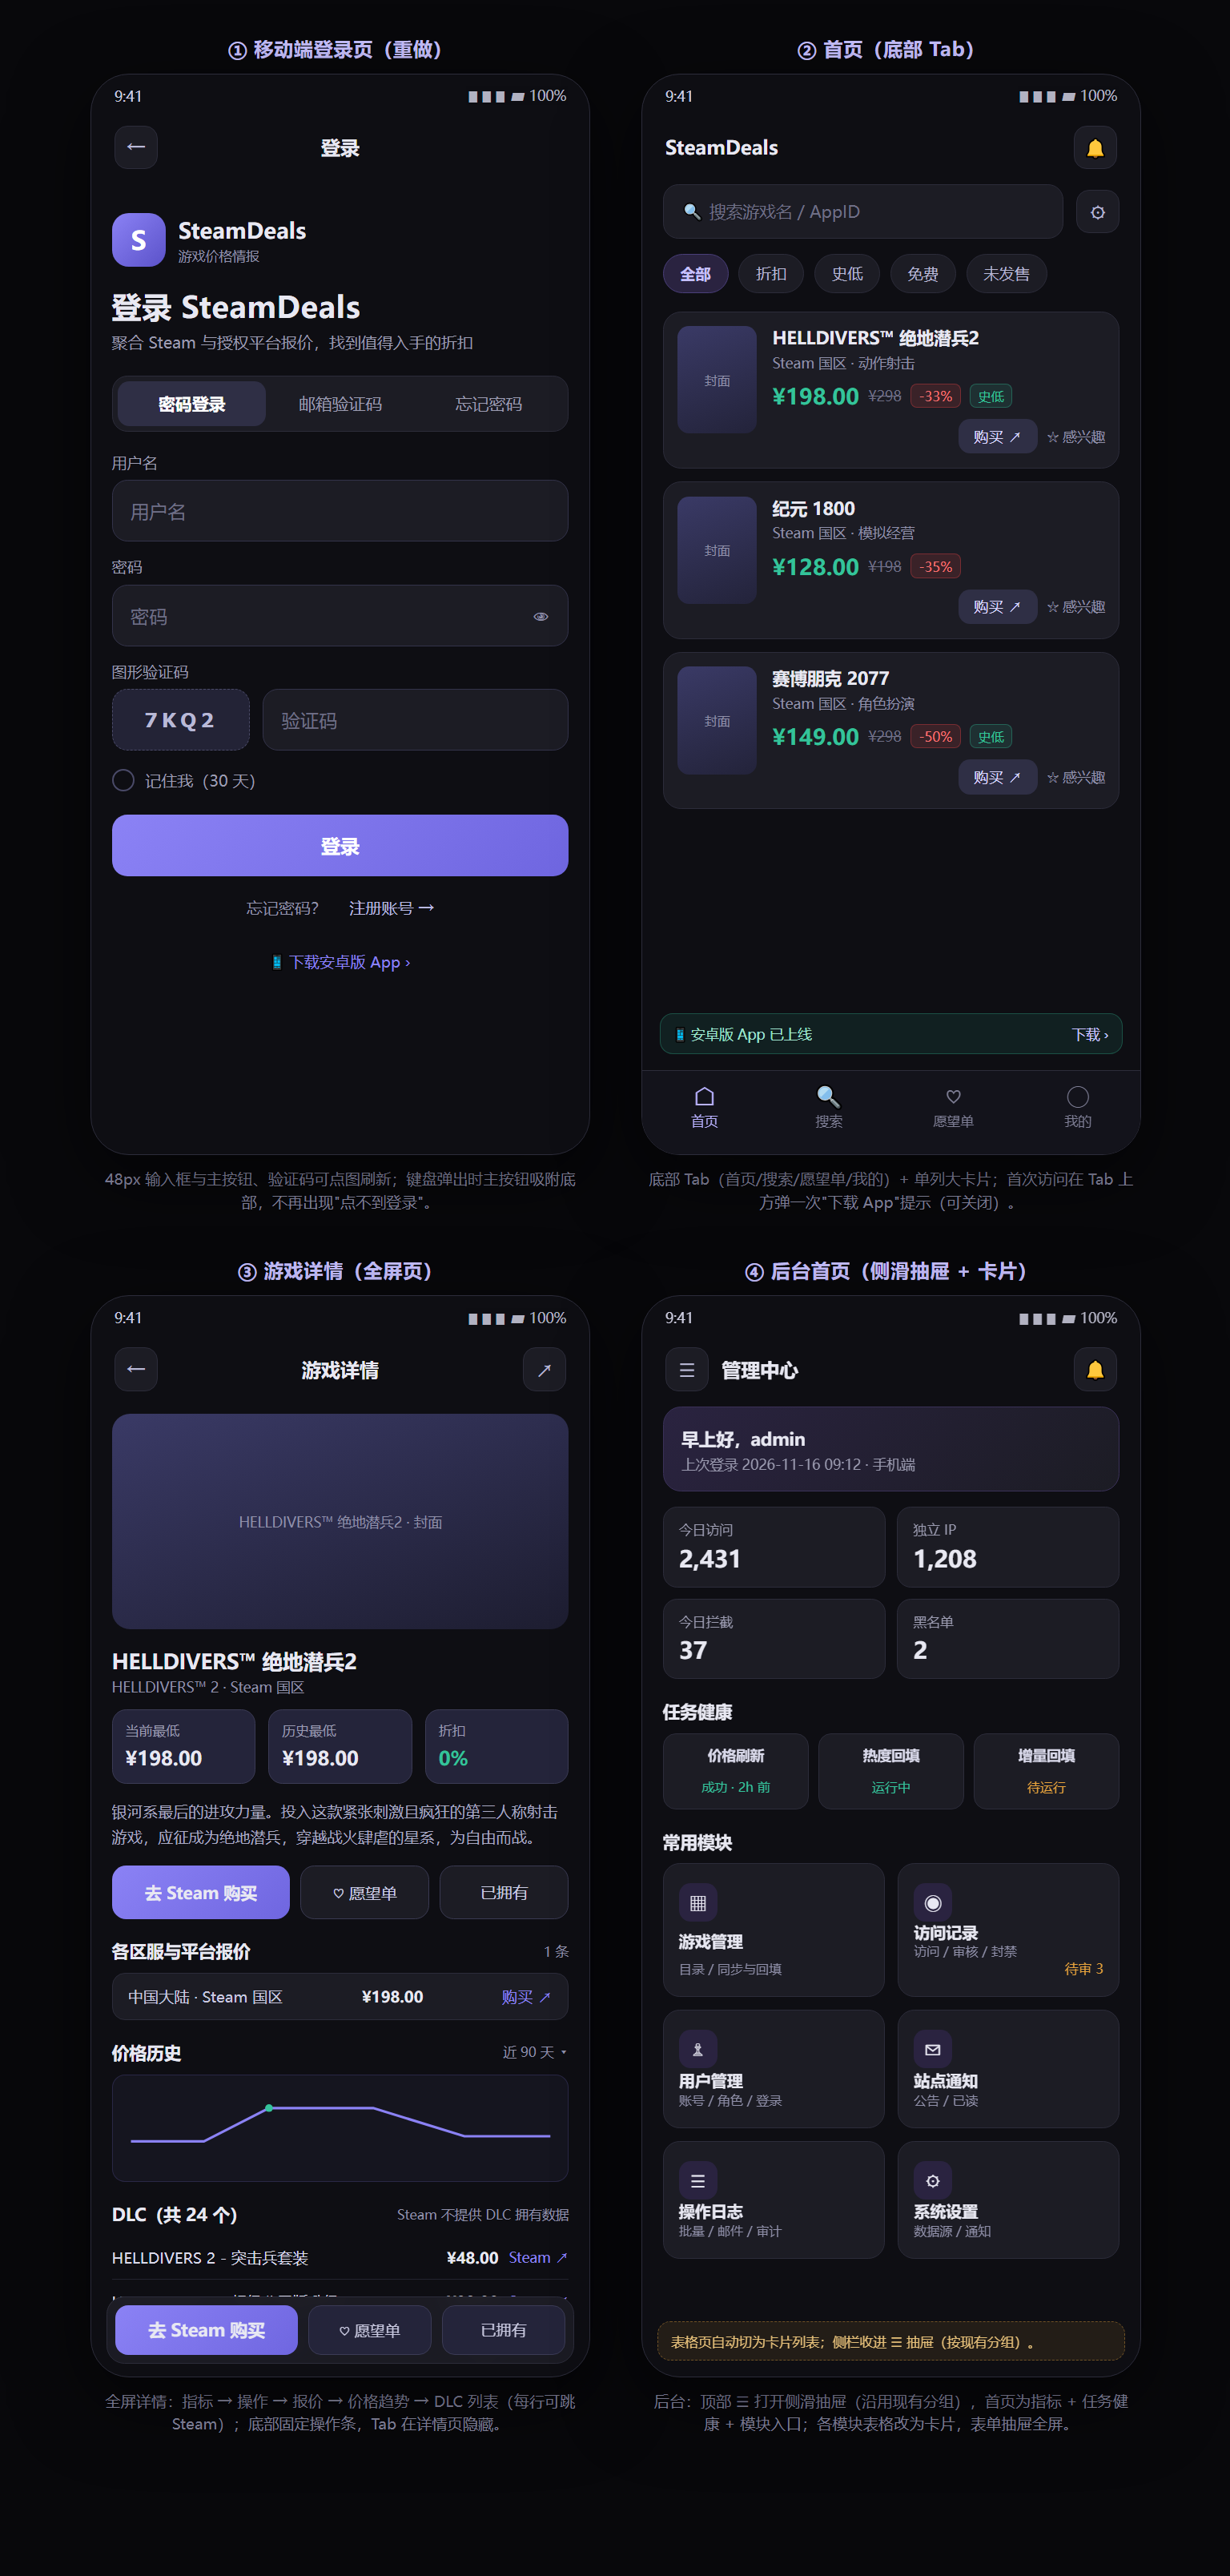 ① 移动端登录页（重做）
9:41
100%
←
登录
S
SteamDeals
游戏价格情报
登录 SteamDeals
聚合 Steam 与授权平台报价，找到值得入手的折扣
密码登录 邮箱验证码 忘记密码
用户名
用户名
密码
密码
图形验证码
7KQ2 验证码
记住我（30 天）
登录
忘记密码? 注册账号 →
下载安卓版 App ›
48px 输入框与主按钮、验证码可点图刷新；键盘弹出时主按钮吸附底
部，不再出现"点不到登录"。
② 首页（底部 Tab）
9:41
100%
SteamDeals
搜索游戏名 / AppID
全部 折扣 史低 免费 未发售
封面
HELLDIVERS™ 绝地潜兵2
Steam 国区 · 动作射击
¥198.00 ¥298 -33% 史低
购买 ↗ ☆ 感兴趣
封面
纪元 1800
Steam 国区 · 模拟经营
¥128.00 ¥198 -35%
购买 ↗ ☆ 感兴趣
封面
赛博朋克 2077
Steam 国区 · 角色扮演
¥149.00 ¥298 -50% 史低
购买 ↗ ☆ 感兴趣
安卓版 App 已上线 下载 ›
首页 搜索 愿望单 我的
底部 Tab（首页/搜索/愿望单/我的）+ 单列大卡片；首次访问在 Tab 上
方弹一次"下载 App"提示（可关闭）。
③ 游戏详情（全屏页）
9:41
100%
← 游戏详情 ↗
HELLDIVERS™ 绝地潜兵2 · 封面
HELLDIVERS™ 绝地潜兵2
HELLDIVERS™ 2 · Steam 国区
当前最低 历史最低 折扣
¥198.00 ¥198.00 0%
银河系最后的进攻力量。投入这款紧张刺激且疯狂的第三人称射击
游戏，应征成为绝地潜兵，穿越战火肆虐的星系，为自由而战。
去 Steam 购买 ♡ 愿望单 已拥有
各区服与平台报价 1 条
中国大陆 · Steam 国区 ¥198.00 购买 ↗
价格历史 近 90 天 ▾
DLC（共 24 个） Steam 不提供 DLC 拥有数据
HELLDIVERS 2 - 突击兵套装 ¥48.00 Steam ↗
去 Steam 购买 ♡ 愿望单 已拥有
全屏详情：指标 → 操作 → 报价 → 价格趋势 → DLC 列表（每行可跳
Steam）；底部固定操作条，Tab 在详情页隐藏。
④ 后台首页（侧滑抽屉 + 卡片）
9:41
100%
☰ 管理中心
早上好，admin
上次登录 2026-11-16 09:12 · 手机端
今日访问 独立 IP
2,431 1,208
今日拦截 黑名单
37 2
任务健康
价格刷新 热度回填 增量回填
成功 · 2h 前 运行中 待运行
常用模块
游戏管理
目录 / 同步与回填
访问记录
访问 / 审核 / 封禁
待审 3
用户管理
账号 / 角色 / 登录
站点通知
公告 / 已读
操作日志
批量 / 邮件 / 审计
系统设置
数据源 / 通知
表格页自动切为卡片列表；侧栏收进 ☰ 抽屉（按现有分组）。
后台：顶部 ☰ 打开侧滑抽屉（沿用现有分组），首页为指标 + 任务健
康 + 模块入口；各模块表格改为卡片，表单抽屉全屏。